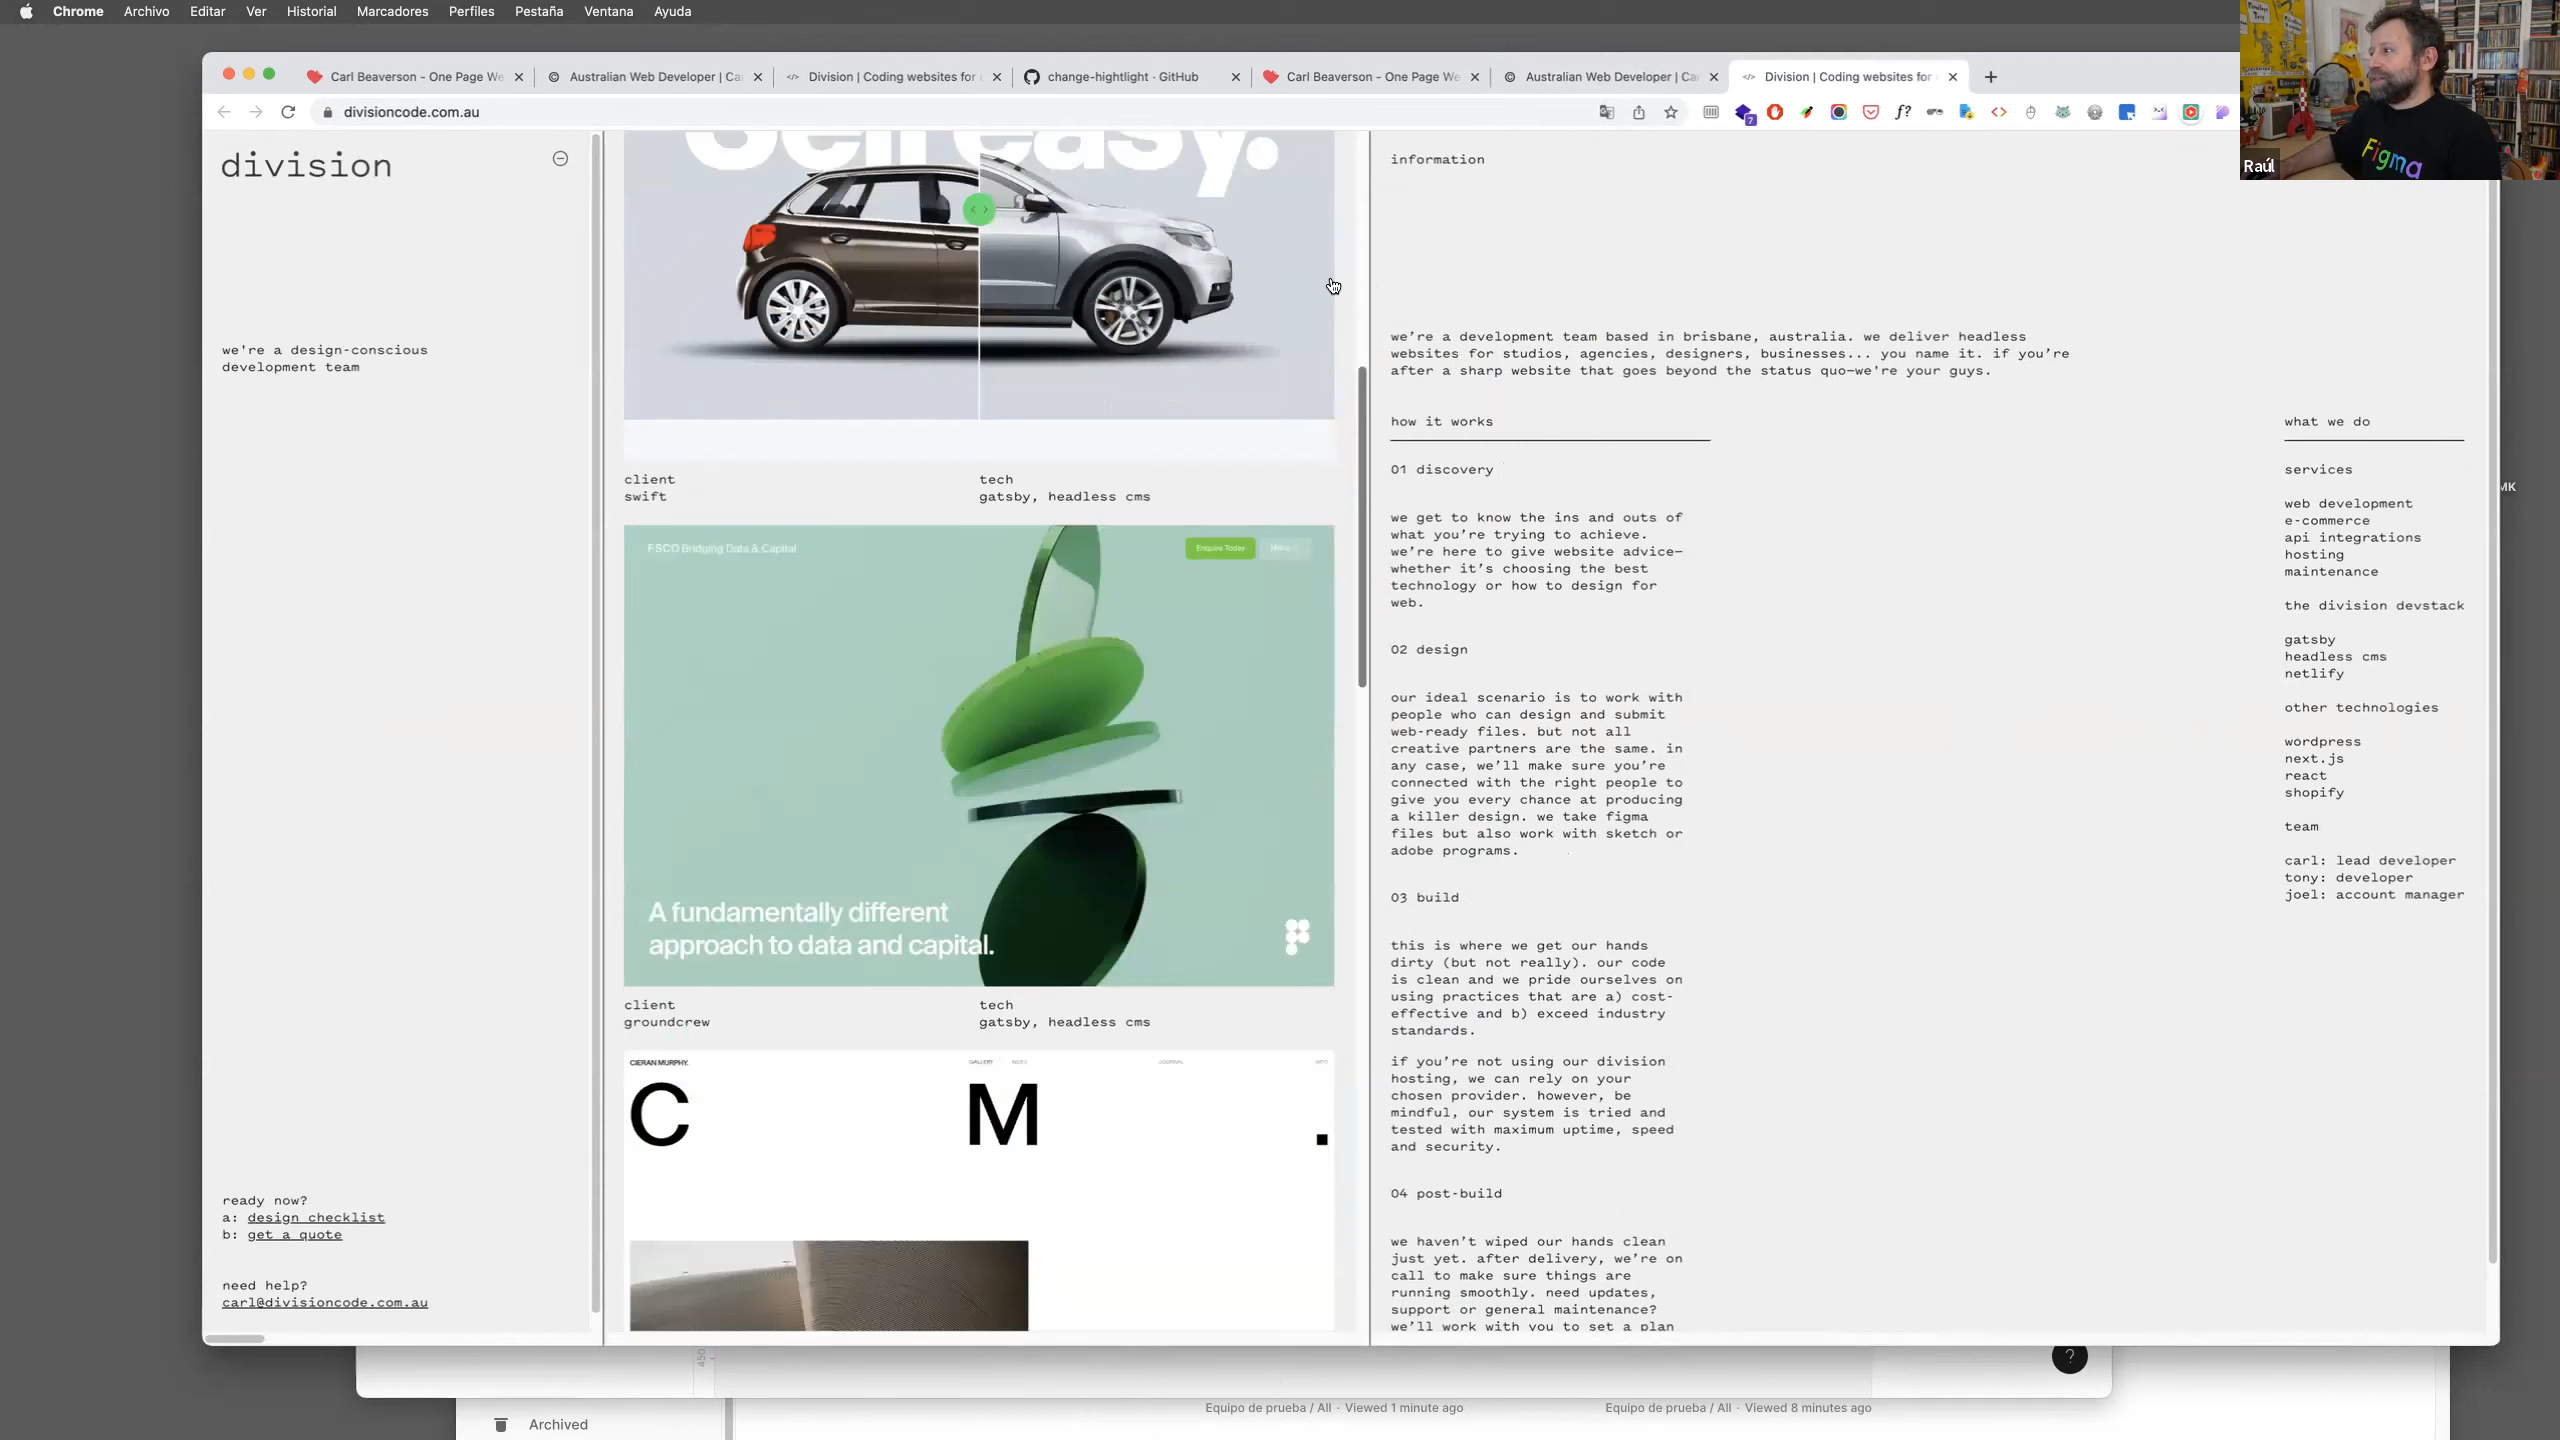 Chrome Archivo Editar Ver Historial Marcadores Perfiles Pestaña Ventana Ayuda
Carl Beaverson - One Page We
Australian Web Developer | Ca
Division | Coding websites for
change-hightlight · GitHub
Carl Beaverson - One Page We
Australian Web Developer | Ca
Division | Coding websites for
divisioncode.com.au
7
f?
Figma
Raúl
division
we're a design-conscious
development team
ready now?
a: design checklist
b: get a quote
need help?
carl@divisioncode.com.au
Sell easy.
client
swift
tech
gatsby, headless cms
FSCO Bridging Data & Capital
Enquire Today
Menu
A fundamentally different
approach to data and capital.
client
groundcrew
tech
gatsby, headless cms
CIERAN MURPHY.
GALLERY
INDEX
JOURNAL
INFO
C M .
information
we’re a development team based in brisbane, australia. we deliver headless
websites for studios, agencies, designers, businesses... you name it. if you’re
after a sharp website that goes beyond the status quo—we're your guys.
how it works
01 discovery
we get to know the ins and outs of
what you’re trying to achieve.
we’re here to give website advice—
whether it’s choosing the best
technology or how to design for
web.
02 design
our ideal scenario is to work with
people who can design and submit
web-ready files. but not all
creative partners are the same. in
any case, we’ll make sure you’re
connected with the right people to
give you every chance at producing
a killer design. we take figma
files but also work with sketch or
adobe programs.
03 build
this is where we get our hands
dirty (but not really). our code
is clean and we pride ourselves on
using practices that are a) cost-
effective and b) exceed industry
standards.
if you’re not using our division
hosting, we can rely on your
chosen provider. however, be
mindful, our system is tried and
tested with maximum uptime, speed
and security.
04 post-build
we haven’t wiped our hands clean
just yet. after delivery, we’re on
call to make sure things are
running smoothly. need updates,
support or general maintenance?
we’ll work with you to set a plan
what we do
services
web development
e-commerce
api integrations
hosting
maintenance
the division devstack
gatsby
headless cms
netlify
other technologies
wordpress
next.js
react
shopify
team
carl: lead developer
tony: developer
joel: account manager
MK
450
?
Archived
Equipo de prueba / All · Viewed 1 minute ago
Equipo de prueba / All · Viewed 8 minutes ago